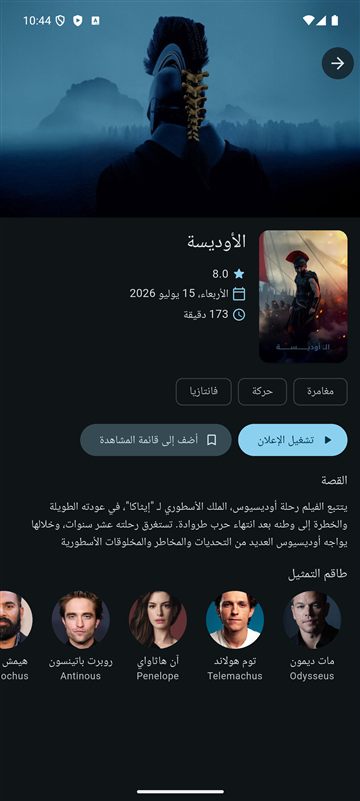 10:44
الأوديسة
8.0
الأربعاء، 15 يوليو 2026
173 دقيقة
الأوديســـــة
مغامرة
حركة
فانتازيا
تشغيل الإعلان
أضف إلى قائمة المشاهدة
القصة
يتتبع الفيلم رحلة أوديسيوس، الملك الأسطوري لـ "إيثاكا"، في عودته الطويلة
والخطرة إلى وطنه بعد انتهاء حرب طروادة. تستغرق رحلته عشر سنوات، وخلالها
يواجه أوديسيوس العديد من التحديات والمخاطر والمخلوقات الأسطورية
طاقم التمثيل
مات ديمون
Odysseus
توم هولاند
Telemachus
آن هاثاواي
Penelope
روبرت باتينسون
Antinous
هيمش
ochus